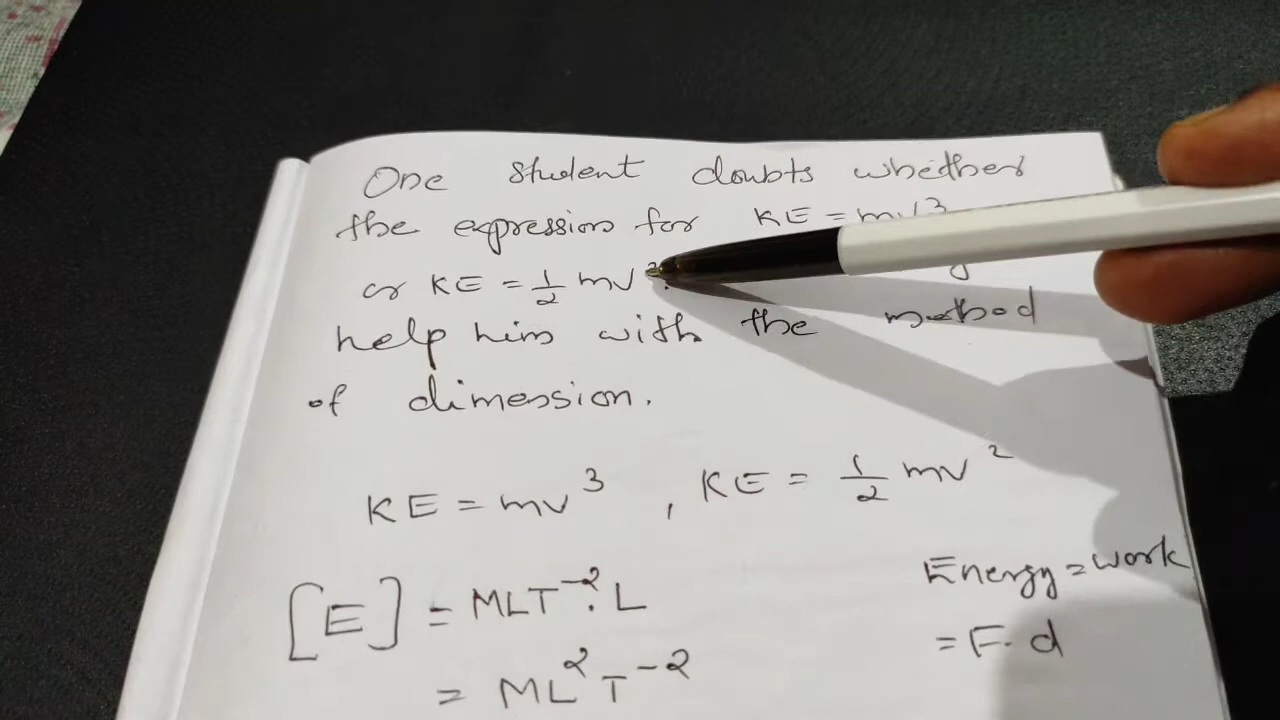 One student doubts whether
the expression for KE = mv³
or KE = ½ mv².
help him with the method
of dimession.
KE = mv³ , KE = ½ mv²
[E] = MLT⁻².L
= ML²T⁻²
Energy = work
= F.d